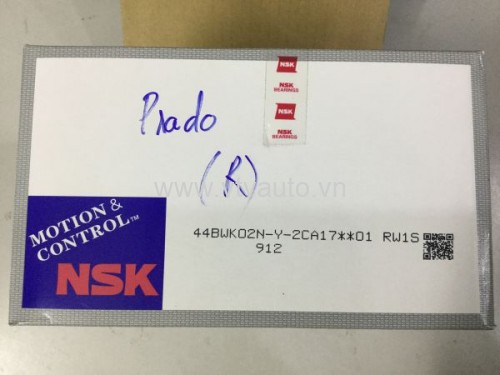 NSK
NSK
BEARINGS
NSK
BEARINGS
Prado
(R)
MOTION &
CONTROL™
NSK
44BWK02N-Y-2CA17**01 RW1S
912